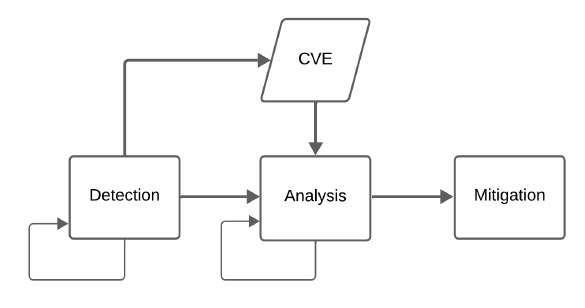 CVE
Detection
Analysis
Mitigation